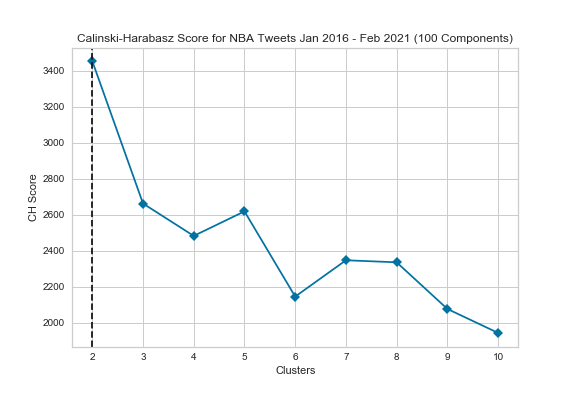 Calinski-Harabasz Score for NBA Tweets Jan 2016 - Feb 2021 (100 Components)
3400
3200
3000
2800
2600
2400
2200
2000
CH Score
2 3 4 5 6 7 8 9 10
Clusters